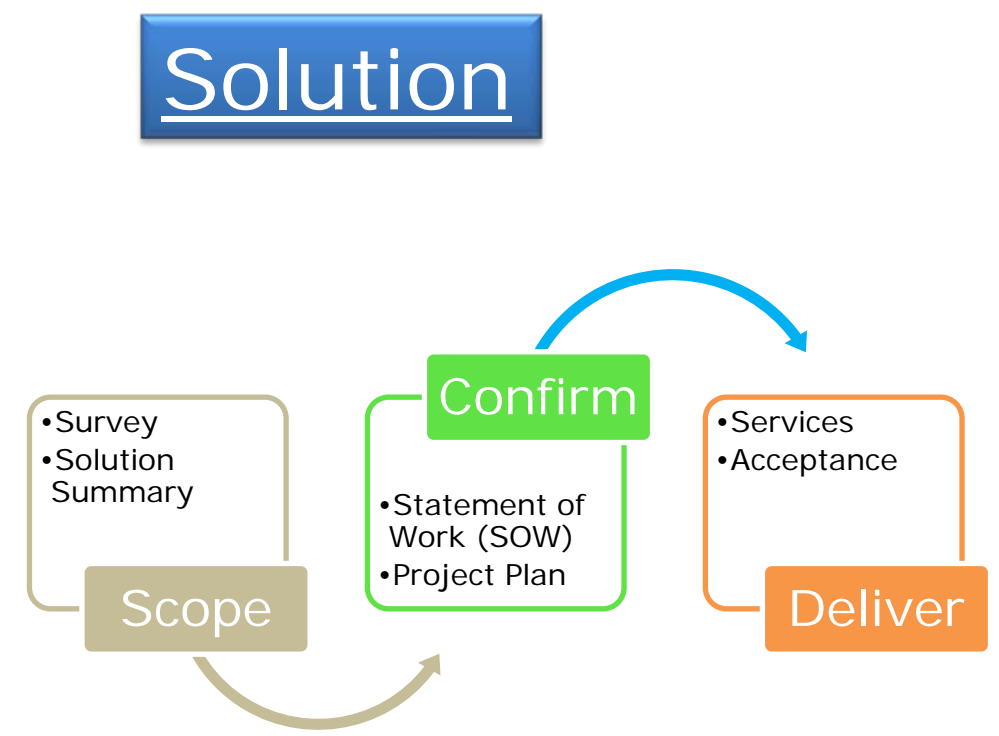 Solution
•Survey
•Solution
Summary
Scope
Confirm
•Statement of
Work (SOW)
•Project Plan
•Services
•Acceptance
Deliver